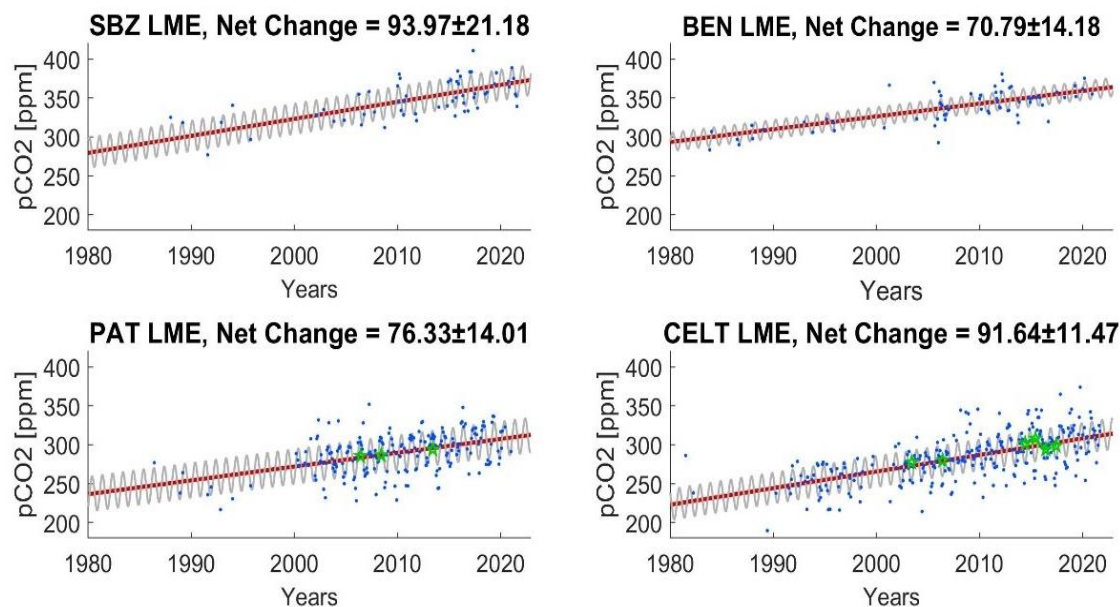 SBZ LME, Net Change = 93.97±21.18
pCO2 [ppm]
400
350
300
250
200
1980 1990 2000 2010 2020
Years
BEN LME, Net Change = 70.79±14.18
pCO2 [ppm]
400
350
300
250
200
1980 1990 2000 2010 2020
Years
PAT LME, Net Change = 76.33±14.01
pCO2 [ppm]
400
350
300
250
200
1980 1990 2000 2010 2020
Years
CELT LME, Net Change = 91.64±11.47
pCO2 [ppm]
400
350
300
250
200
1980 1990 2000 2010 2020
Years